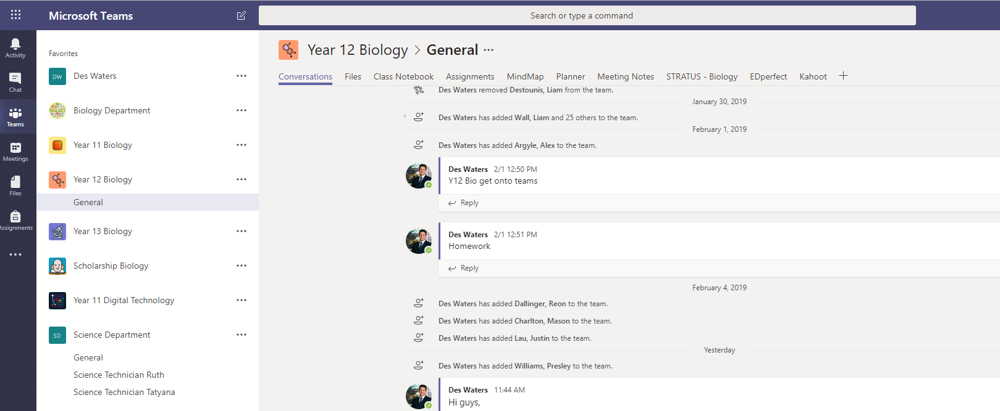 Microsoft Teams
Search or type a command
Activity
Chat
Teams
Meetings
Files
Assignments
Favorites
DW Des Waters
BIOLOGY Biology Department
Year 11 Biology
Year 12 Biology
General
Year 13 Biology
Scholarship Biology
Year 11 Digital Technology
SD Science Department
General
Science Technician Ruth
Science Technician Tatyana
Year 12 Biology > General ···
Conversations Files Class Notebook Assignments MindMap Planner Meeting Notes STRATUS - Biology EDperfect Kahoot +
Des Waters removed Destounis, Liam from the team.
January 30, 2019
Des Waters has added Wall, Liam and 25 others to the team.
February 1, 2019
Des Waters has added Argyle, Alex to the team.
Des Waters 2/1 12:50 PM
Y12 Bio get onto teams
Reply
Des Waters 2/1 12:51 PM
Homework
Reply
February 4, 2019
Des Waters has added Dallinger, Reon to the team.
Des Waters has added Charlton, Mason to the team.
Des Waters has added Lau, Justin to the team.
Yesterday
Des Waters has added Williams, Presley to the team.
Des Waters 11:44 AM
Hi guys,